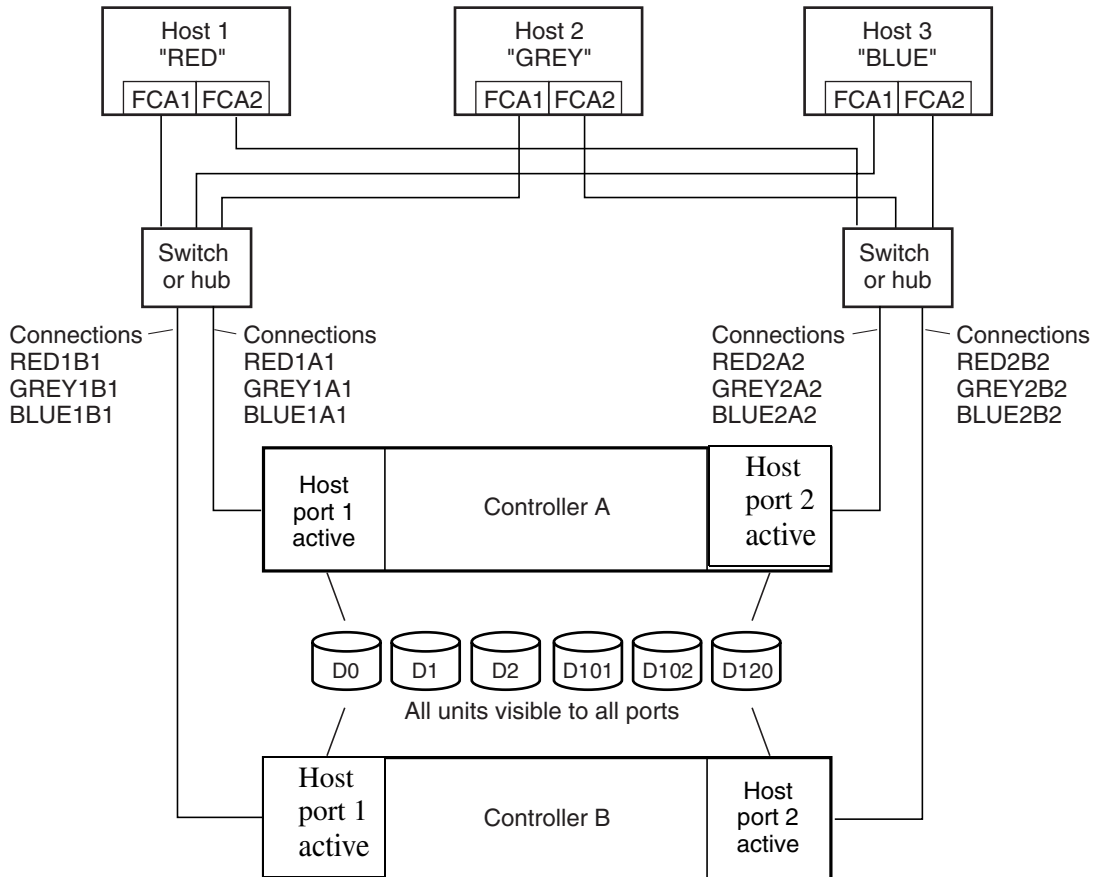 Host 1
"RED"
FCA1 FCA2
Host 2
"GREY"
FCA1 FCA2
Host 3
"BLUE"
FCA1 FCA2
Switch
or hub
Switch
or hub
Connections
RED1B1
GREY1B1
BLUE1B1
Connections
RED1A1
GREY1A1
BLUE1A1
Connections
RED2A2
GREY2A2
BLUE2A2
Connections
RED2B2
GREY2B2
BLUE2B2
Host
port 1
active
Controller A
Host
port 2
active
D0 D1 D2 D101 D102 D120
All units visible to all ports
Host
port 1
active
Controller B
Host
port 2
active